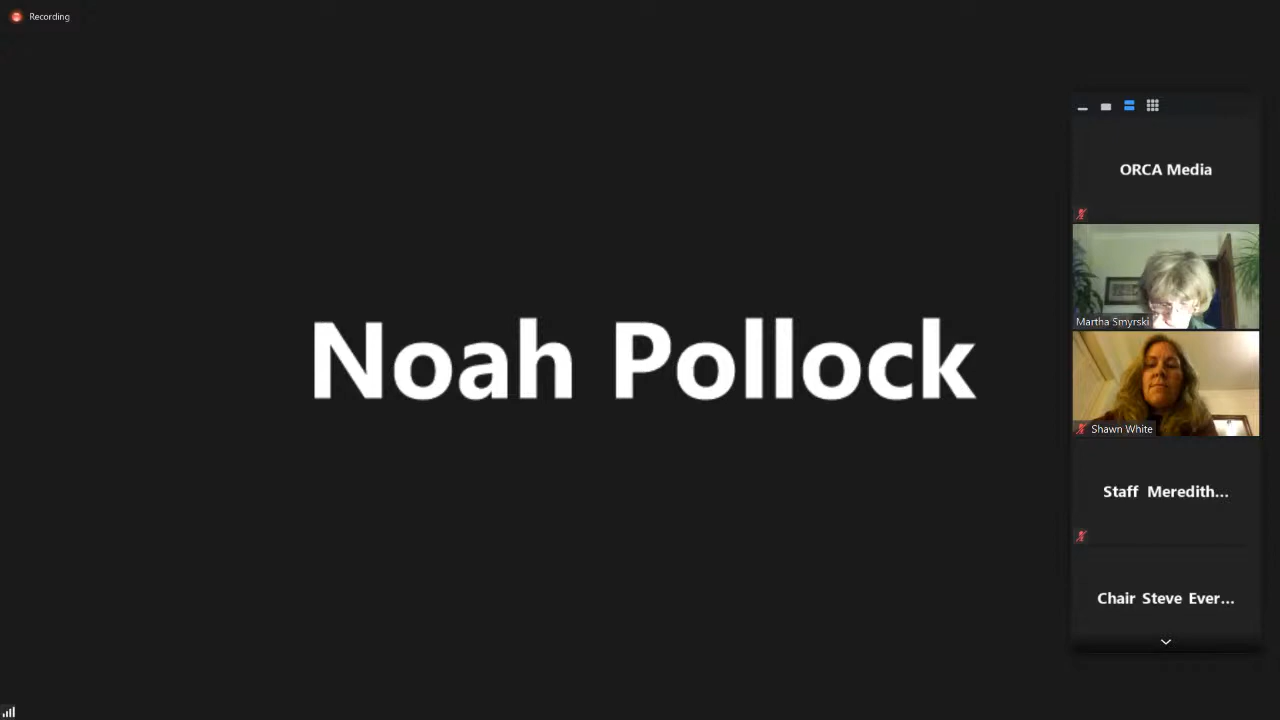 Recording
ORCA Media
Noah Pollock
Martha Smyrski
Shawn White
Staff Meredith...
Chair Steve Ever...